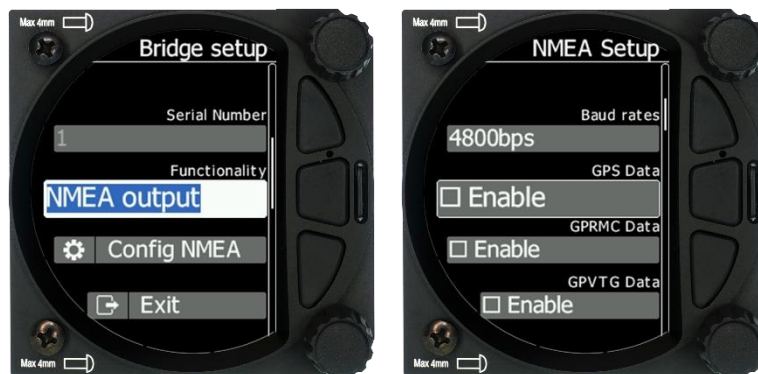 Max 4mm
Bridge setup
Serial Number
1
Functionality
NMEA output
Config NMEA
Exit
Max 4mm
Max 4mm
NMEA Setup
Baud rates
4800bps
GPS Data
Enable
GPRMC Data
Enable
GPVTG Data
Enable
Max 4mm